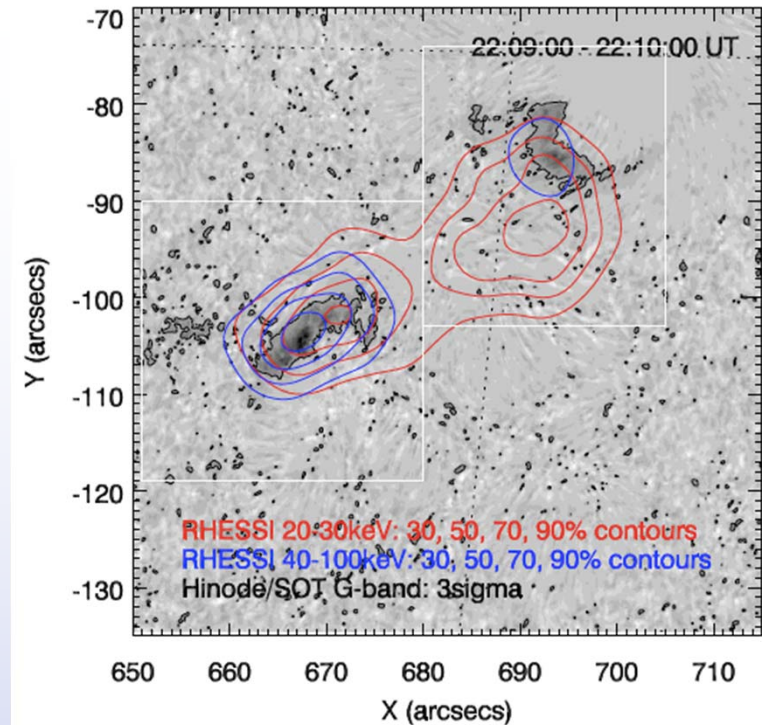 -70
22:09:00 - 22:10:00 UT
-80
-90
-100
-110
-120
-130
Y (arcsecs)
RHESSI 20-30keV: 30, 50, 70, 90% contours
RHESSI 40-100keV: 30, 50, 70, 90% contours
Hinode/SOT G-band: 3sigma
650 660 670 680 690 700 710
X (arcsecs)